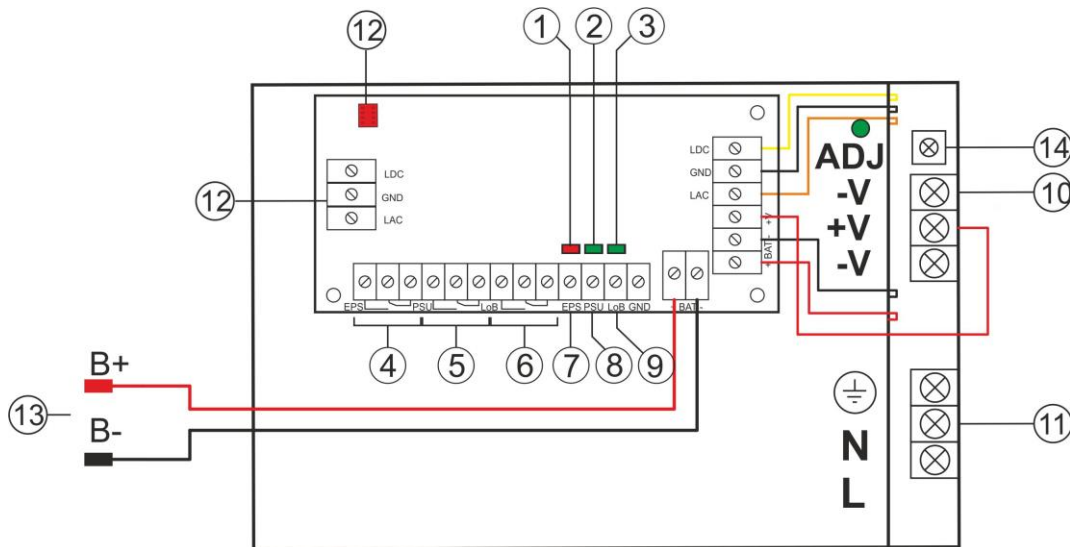 12
1
2
3
LDC
GND
LAC
+V
- BAT +
ADJ
-V
+V
-V
14
10
12
LDC
GND
LAC
EPS
PSU
LoB
EPS
PSU
LoB
GND
+ BAT -
4
5
6
7
8
9
B+
13
B-
N
L
11